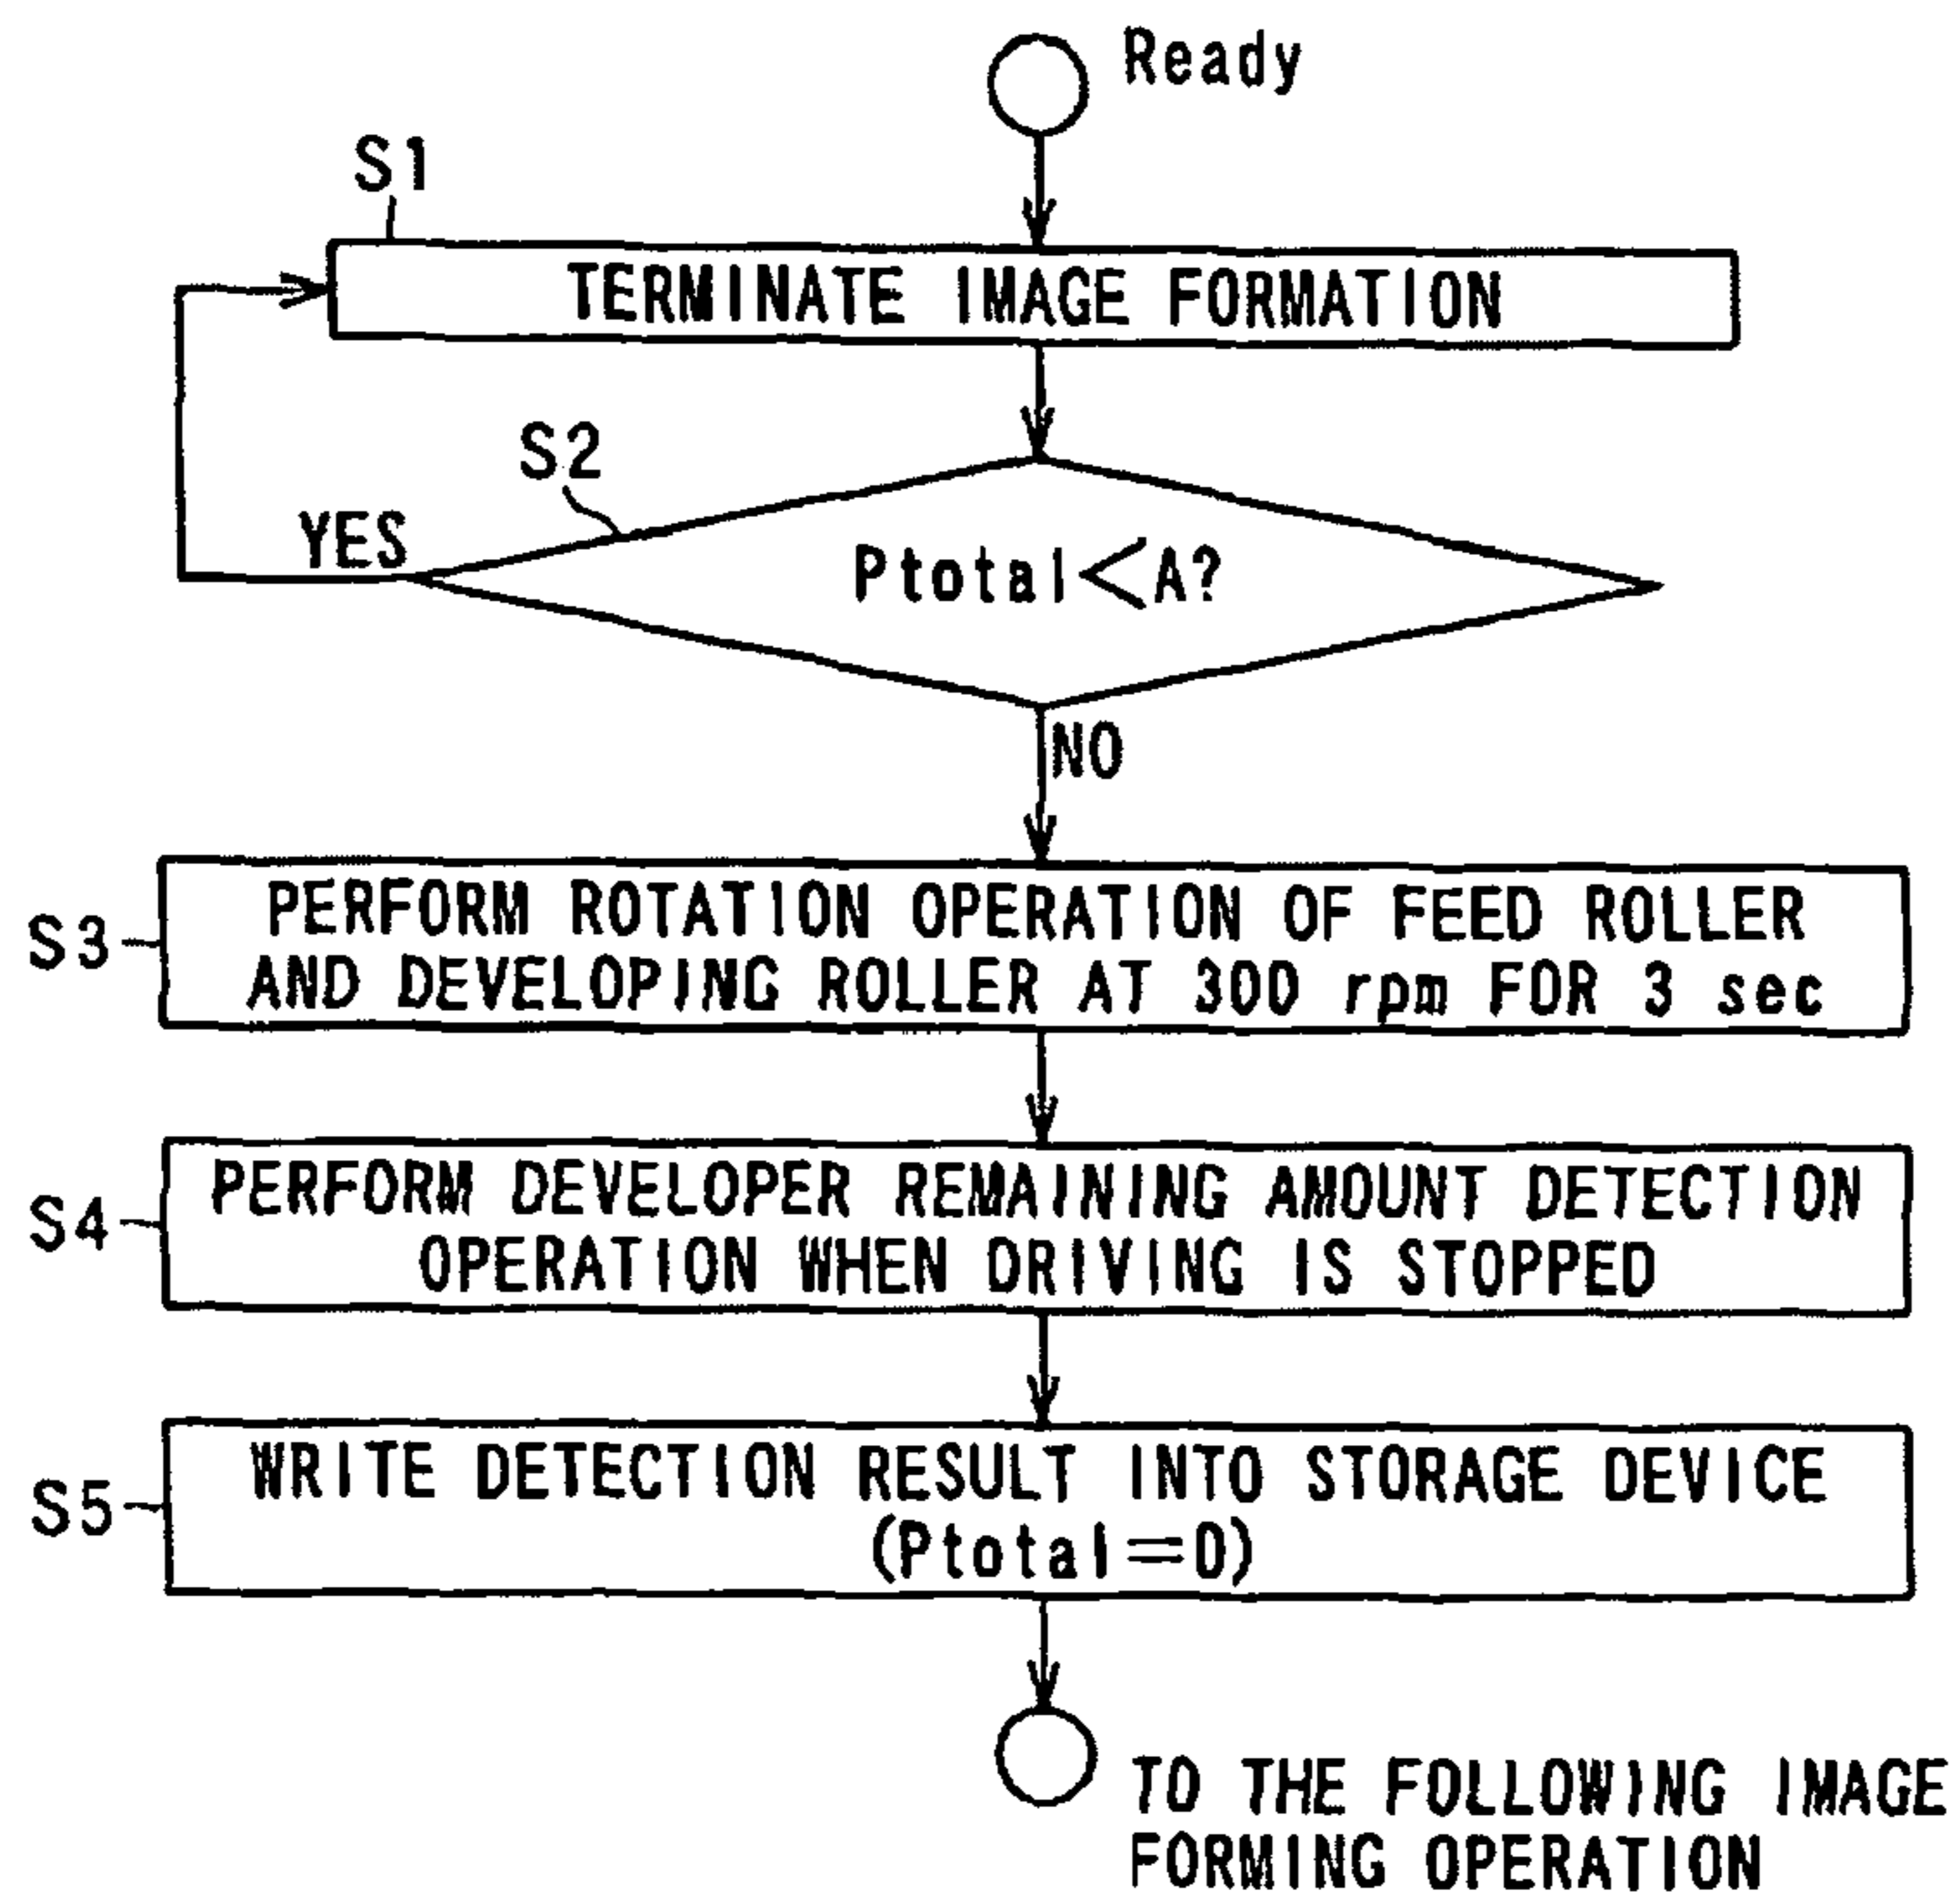 Ready
S1
TERMINATE IMAGE FORMATION
S2
YES
Ptotal<A?
NO
S3
PERFORM ROTATION OPERATION OF FEED ROLLER
AND DEVELOPING ROLLER AT 300 rpm FOR 3 sec
S4
PERFORM DEVELOPER REMAINING AMOUNT DETECTION
OPERATION WHEN DRIVING IS STOPPED
S5
WRITE DETECTION RESULT INTO STORAGE DEVICE
(Ptotal=0)
TO THE FOLLOWING IMAGE
FORMING OPERATION